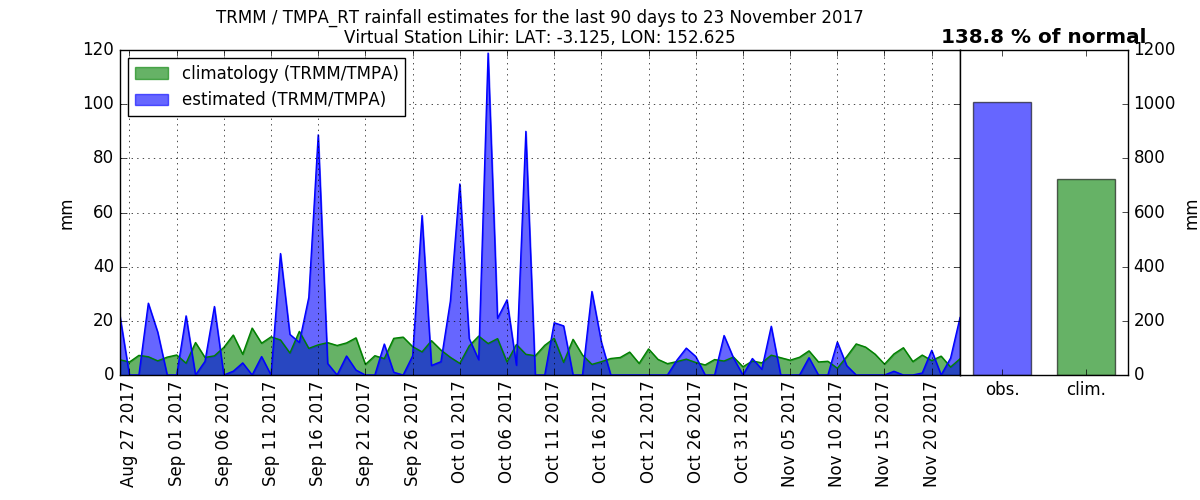 TRMM / TMPA_RT rainfall estimates for the last 90 days to 23 November 2017
Virtual Station Lihir: LAT: -3.125, LON: 152.625
138.8 % of normal
climatology (TRMM/TMPA)
estimated (TRMM/TMPA)
mm
120
100
80
60
40
20
0
Aug 27 2017
Sep 01 2017
Sep 06 2017
Sep 11 2017
Sep 16 2017
Sep 21 2017
Sep 26 2017
Oct 01 2017
Oct 06 2017
Oct 11 2017
Oct 16 2017
Oct 21 2017
Oct 26 2017
Oct 31 2017
Nov 05 2017
Nov 10 2017
Nov 15 2017
Nov 20 2017
obs.
clim.
1200
1000
800
600
400
200
0
mm